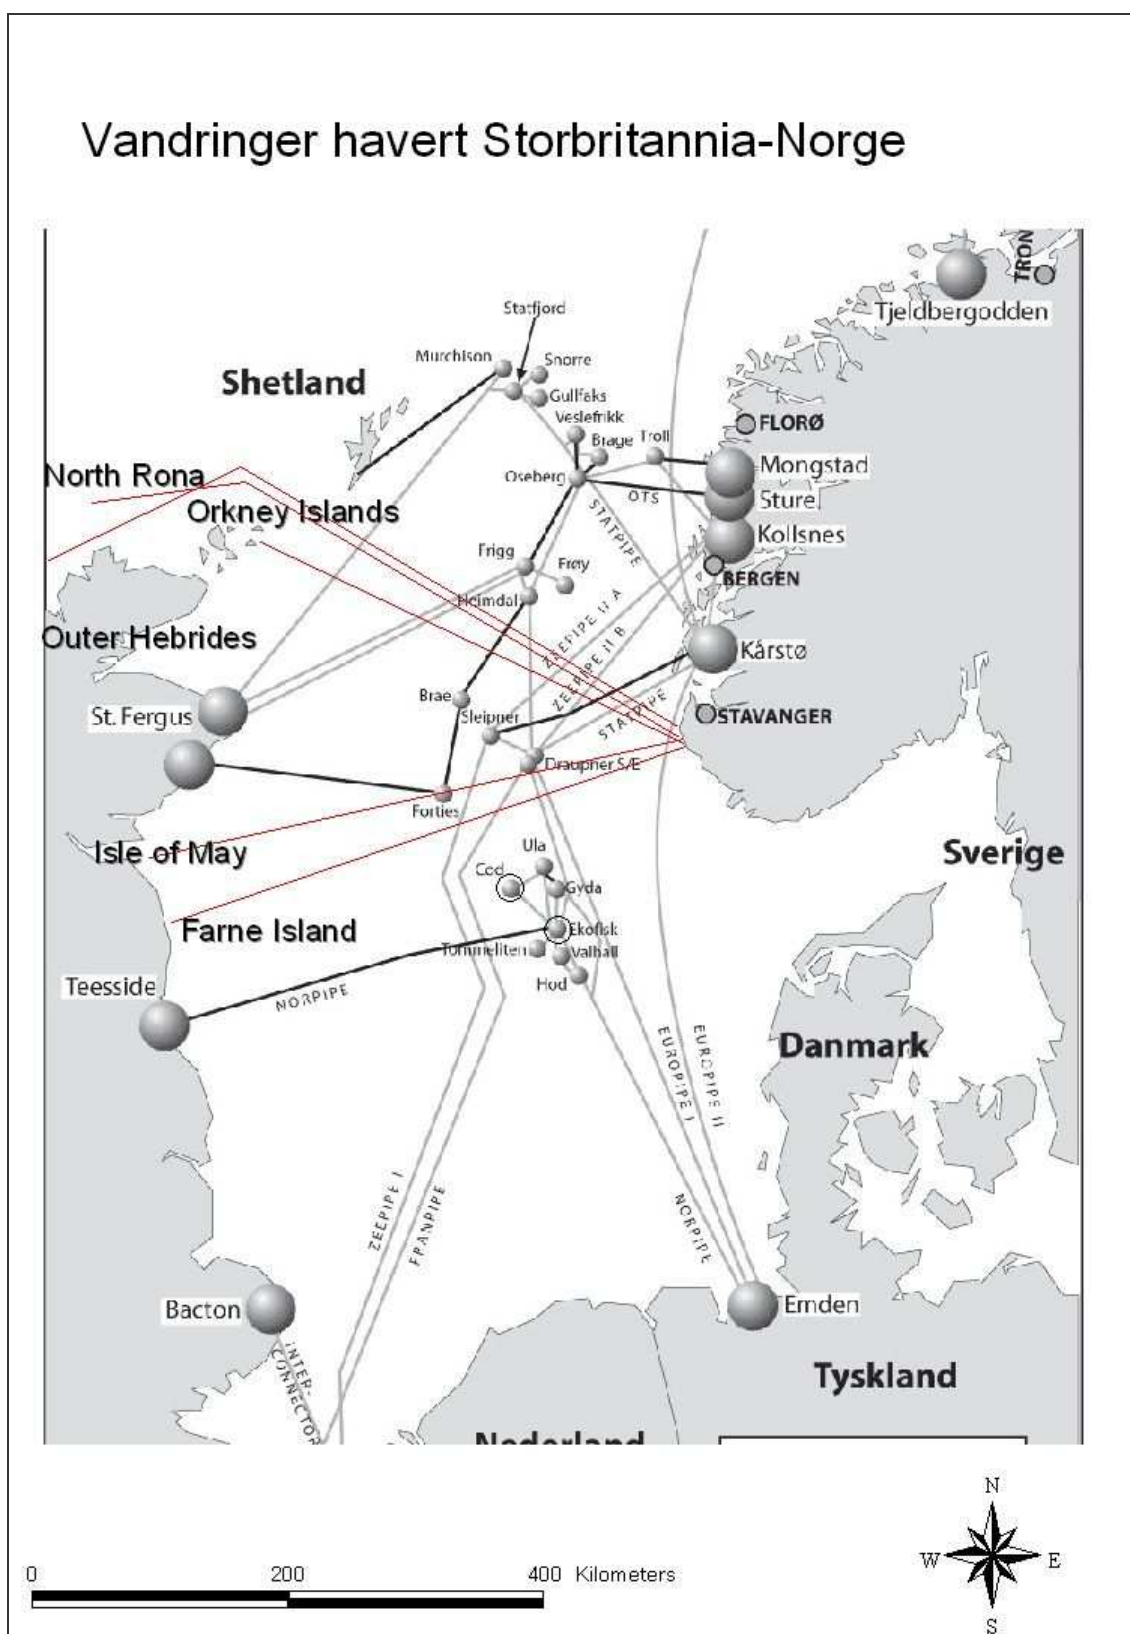 Vandringer havert Storbritannia-Norge
TRON
Tjeldbergodden
Statfjord
Murchison
Snorre
Shetland
Gullfaks
Veslefrikk
FLORØ
Brage
Troll
North Rona
Mongstad
Oseberg
OTS
Sture
Orkney Islands
STATPIPE
Kollsnes
Frigg
Frøy
BERGEN
Heimdal
ZEEPIPE II A
Outer Hebrides
ZEEPIPE II B
Kårstø
Brae
St. Fergus
Sleipner
STATPIPE
STAVANGER
Draupner S/E
Forties
Isle of May
Ula
Sverige
Cod
Gyda
Farne Island
Ekofisk
Tommeliten
Valhall
Teesside
Hod
NORPIPE
Danmark
EUROPIPE I
EUROPIPE II
ZEEPIPE I
FRANPIPE
NORPIPE
Bacton
Emden
INTER-
CONNECTOR
Tyskland
Nederland
N
W E
S
0 200 400 Kilometers